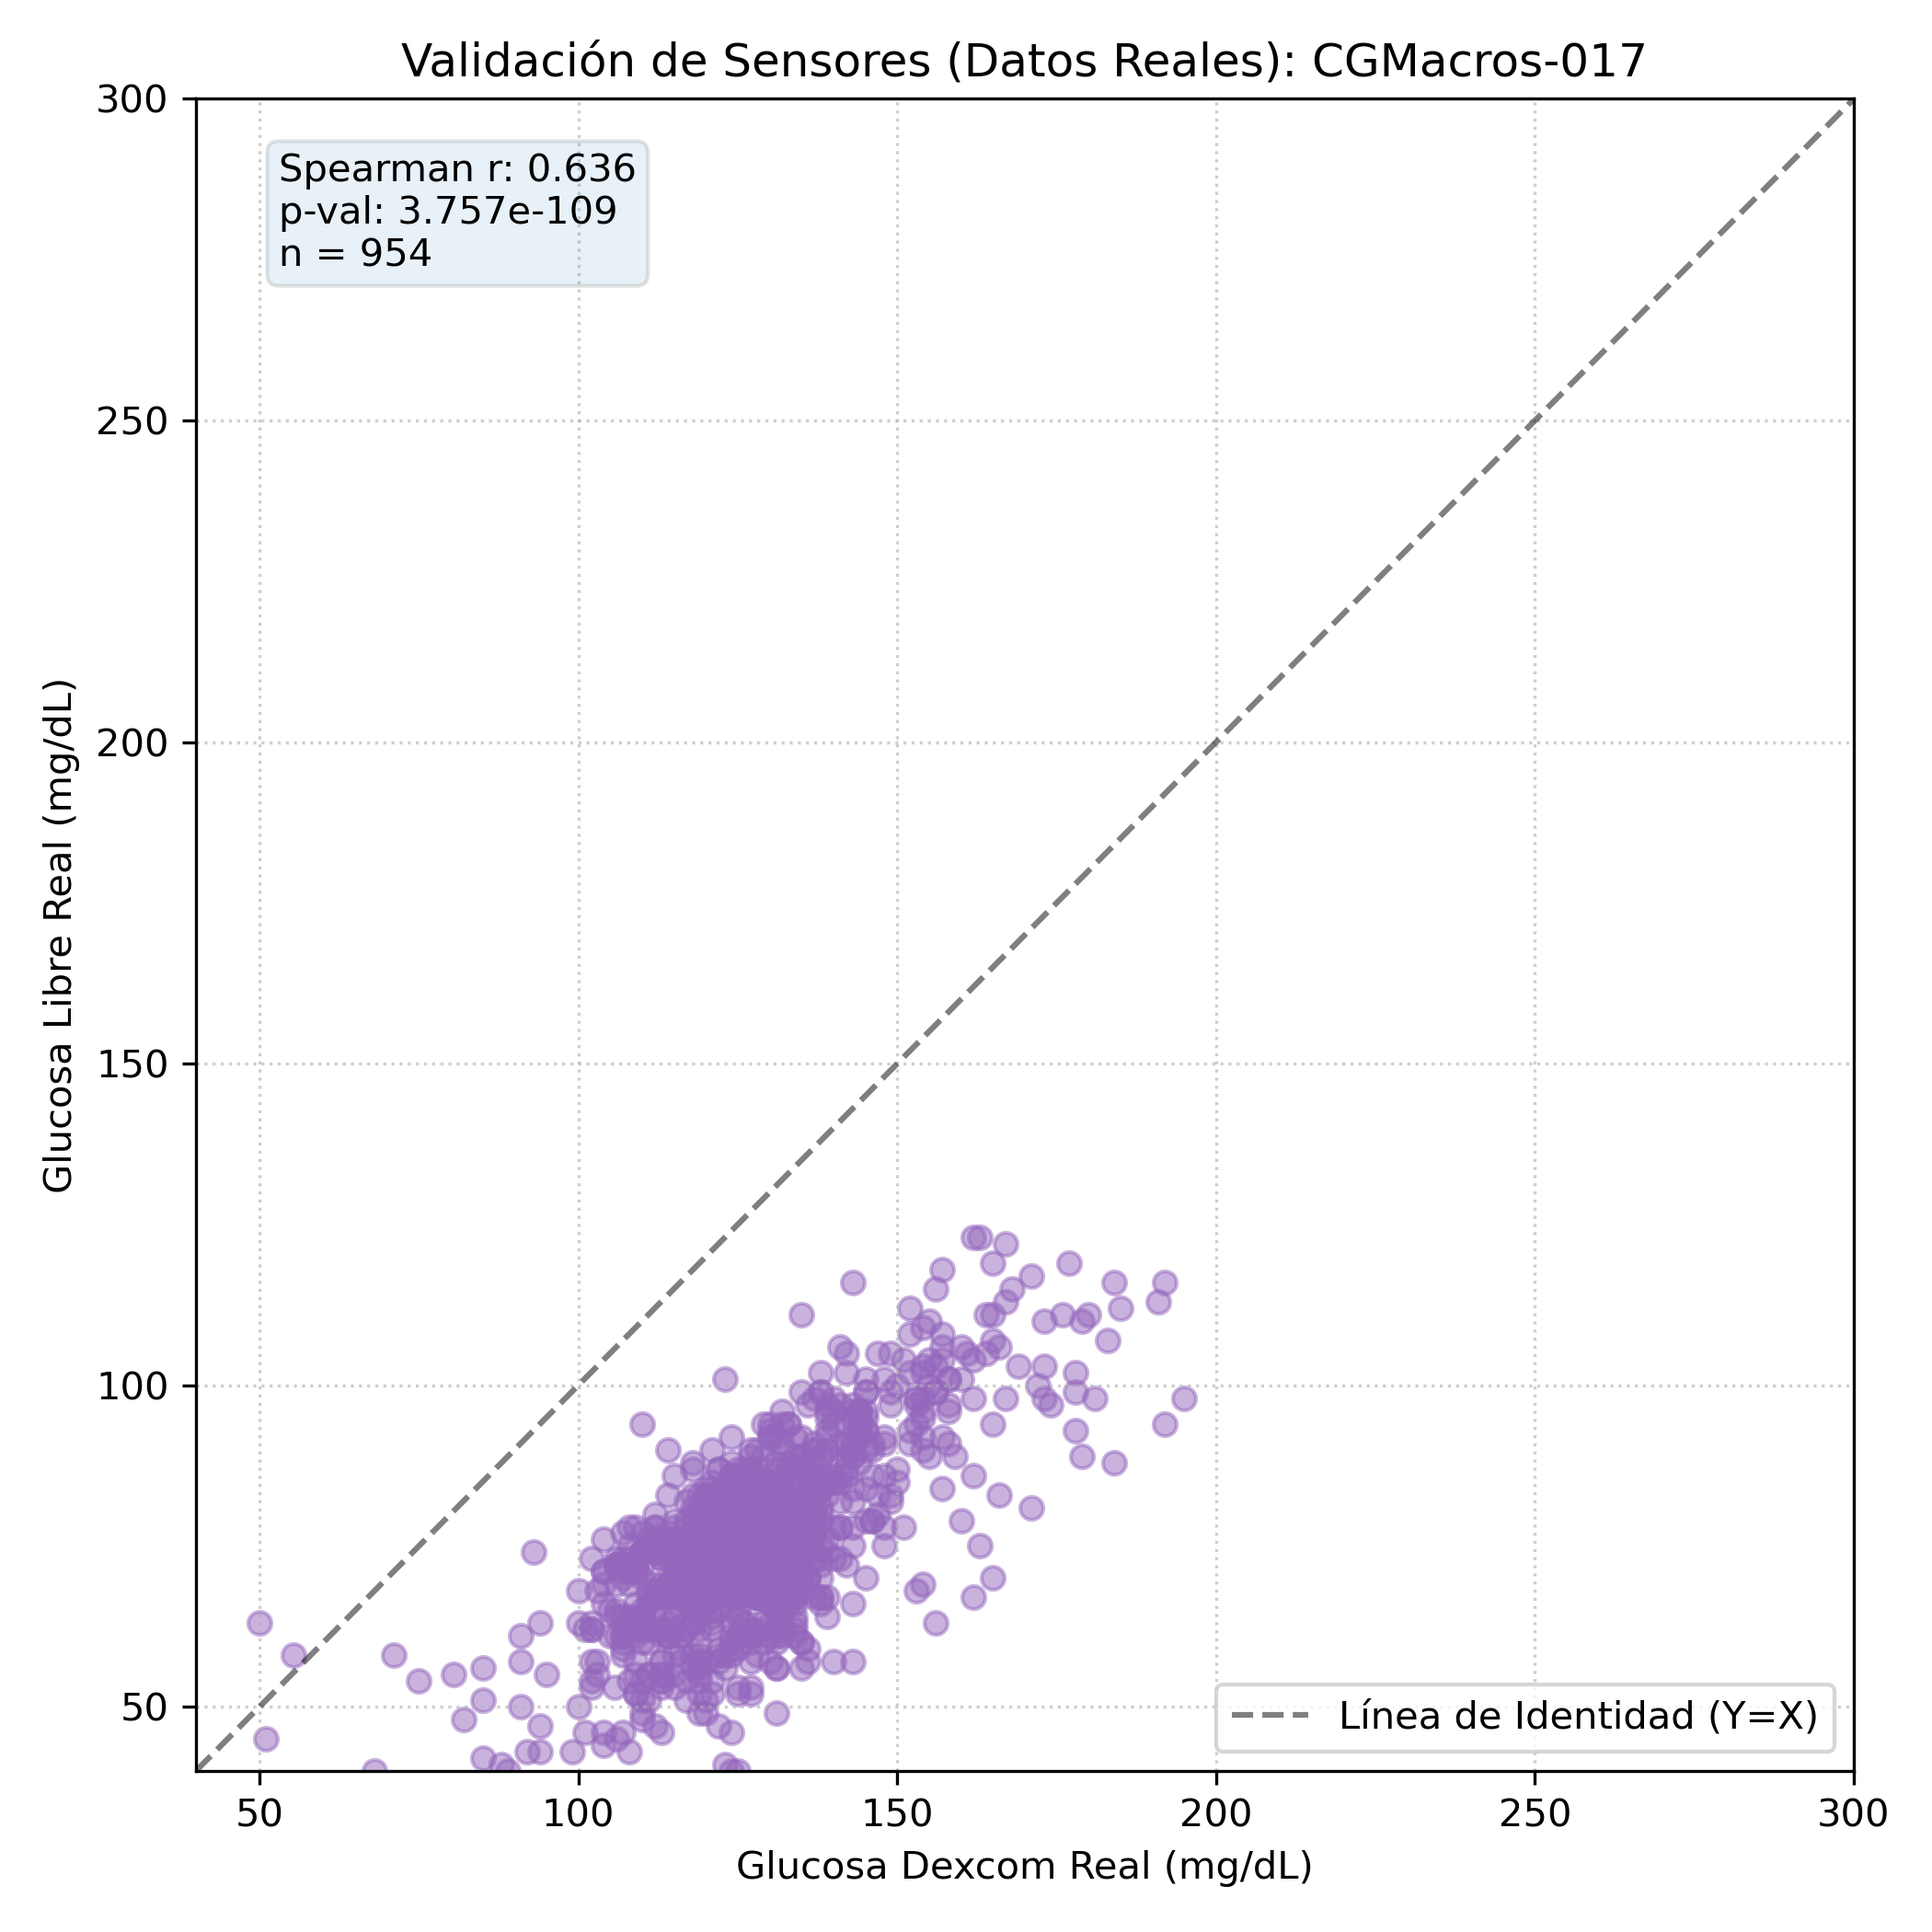 Validación de Sensores (Datos Reales): CGMacros-017
300
250
200
150
100
50
Glucosa Libre Real (mg/dL)
Spearman r: 0.636
p-val: 3.757e-109
n = 954
Línea de Identidad (Y=X)
50 100 150 200 250 300
Glucosa Dexcom Real (mg/dL)